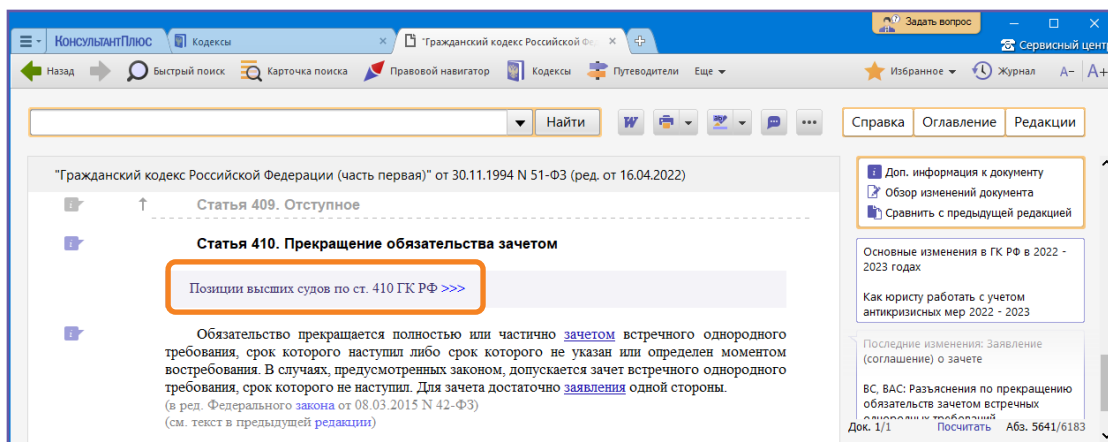 Задать вопрос
КонсультантПлюс Кодексы × "Гражданский кодекс Российской Фе ×
Сервисный цент
Назад Быстрый поиск Карточка поиска Правовой навигатор Кодексы Путеводители Еще Избранное Журнал A− A+
Найти W ... Справка Оглавление Редакции
"Гражданский кодекс Российской Федерации (часть первая)" от 30.11.1994 N 51-ФЗ (ред. от 16.04.2022)
i ↑ Статья 409. Отступное
i Статья 410. Прекращение обязательства зачетом
Позиции высших судов по ст. 410 ГК РФ >>>
i Обязательство прекращается полностью или частично зачетом встречного однородного
требования, срок которого наступил либо срок которого не указан или определен моментом
востребования. В случаях, предусмотренных законом, допускается зачет встречного однородного
требования, срок которого не наступил. Для зачета достаточно заявления одной стороны.
(в ред. Федерального закона от 08.03.2015 N 42-ФЗ)
(см. текст в предыдущей редакции)
i Доп. информация к документу
Обзор изменений документа
Сравнить с предыдущей редакцией
Основные изменения в ГК РФ в 2022 -
2023 годах
Как юристу работать с учетом
антикризисных мер 2022 - 2023
Последние изменения: Заявление
(соглашение) о зачете
ВС, ВАС: Разъяснения по прекращению
обязательств зачетом встречных
однородных требований
Док. 1/1 Посчитать Абз. 5641/6183